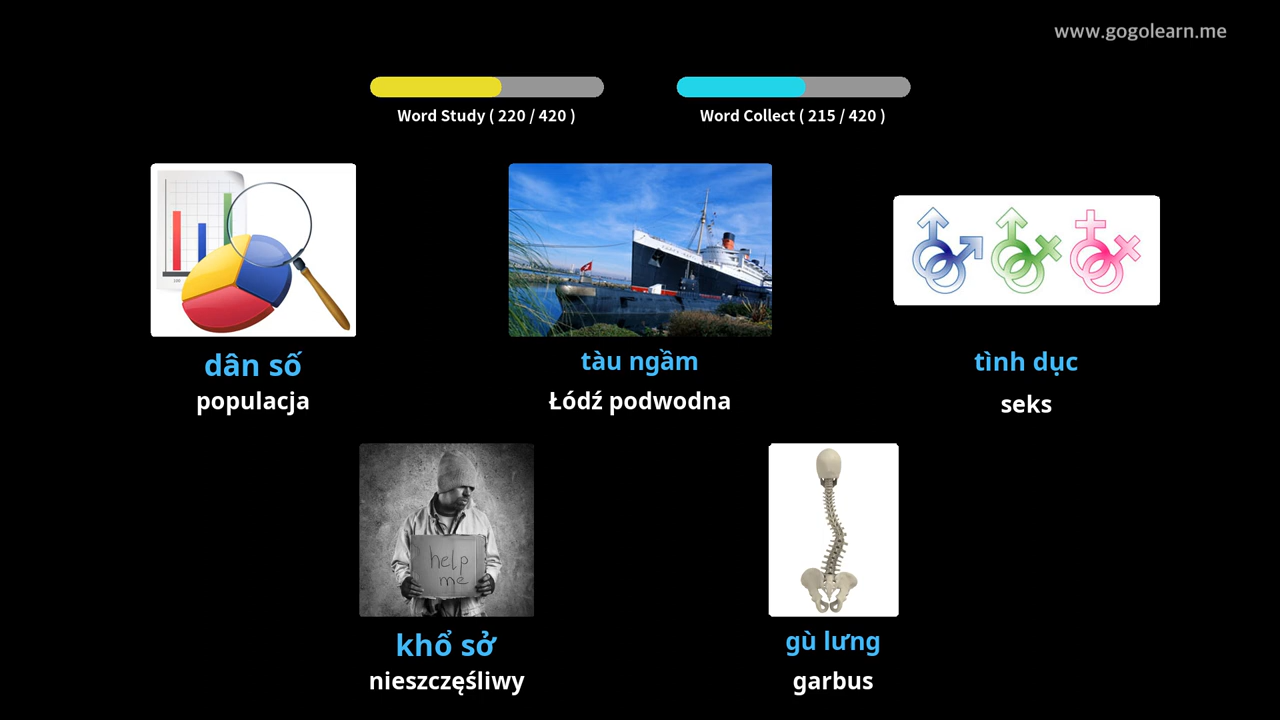 www.gogolearn.me
Word Study ( 220 / 420 )
Word Collect ( 215 / 420 )
dân số
populacja
tàu ngầm
Łódź podwodna
tình dục
seks
help
me
khổ sở
nieszczęśliwy
gù lưng
garbus